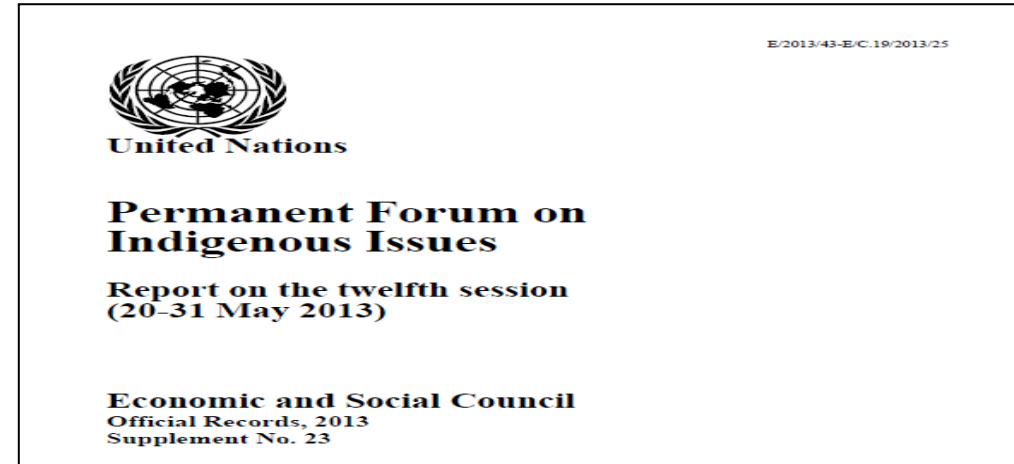 E/2013/43-E/C.19/2013/25
United Nations
Permanent Forum on
Indigenous Issues
Report on the twelfth session
(20-31 May 2013)
Economic and Social Council
Official Records, 2013
Supplement No. 23